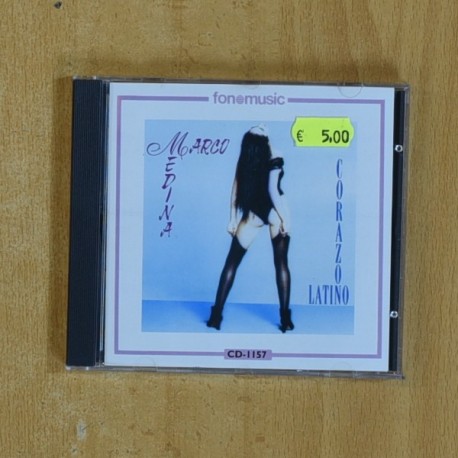 fonomusic
€ 5,00
MARCO
MEDINA
CORAZON
LATINO
CD-1157